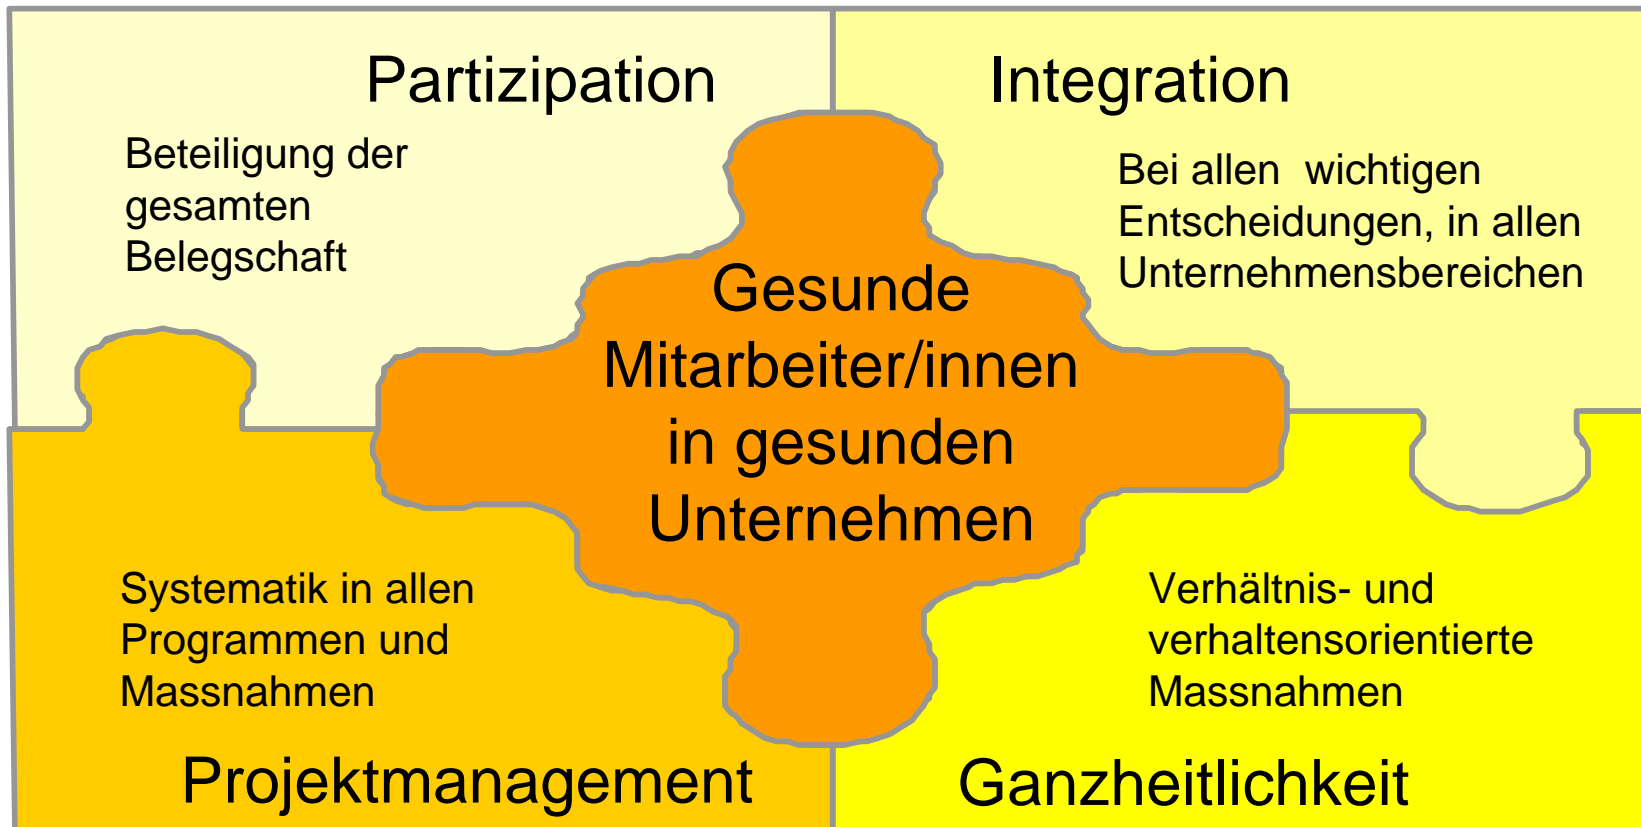 Partizipation
Beteiligung der
gesamten
Belegschaft
Integration
Bei allen  wichtigen
Entscheidungen, in allen
Unternehmensbereichen
Gesunde
Mitarbeiter/innen
in gesunden
Unternehmen
Systematik in allen
Programmen und
Massnahmen
Projektmanagement
Verhältnis- und
verhaltensorientierte
Massnahmen
Ganzheitlichkeit